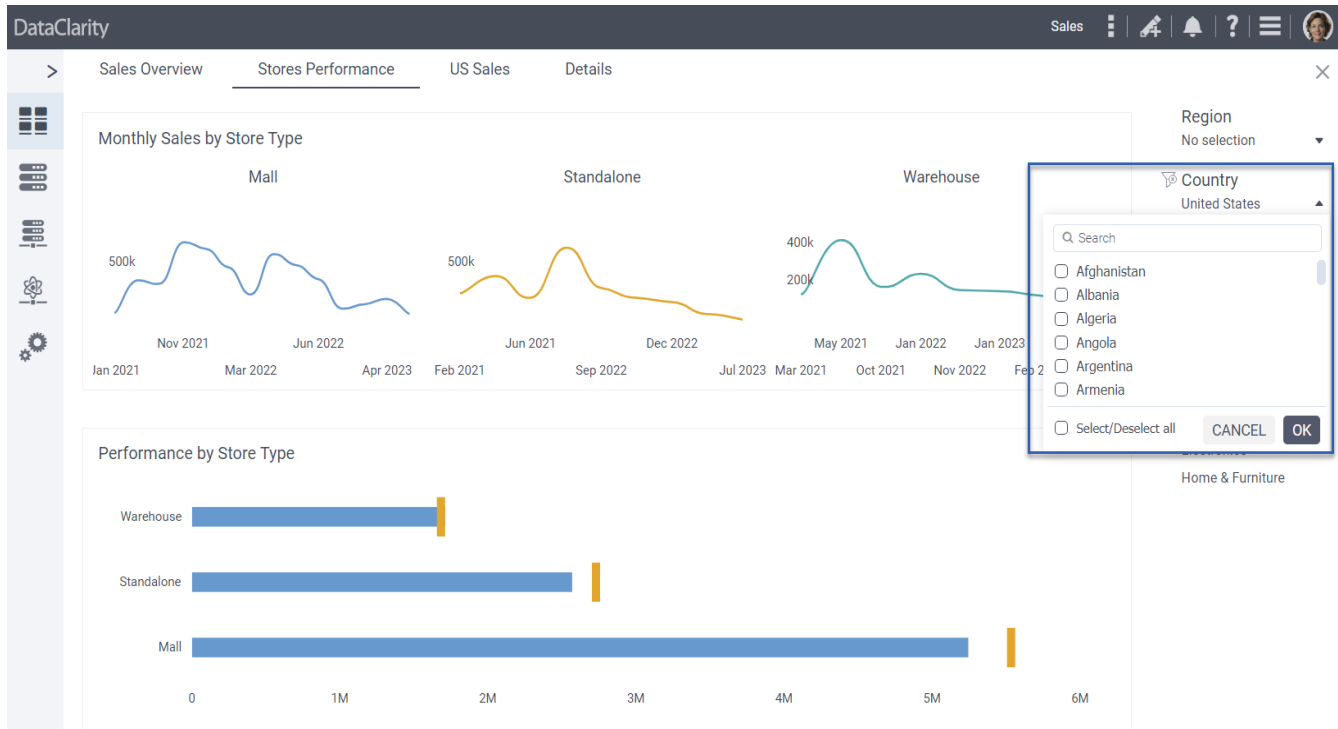 DataClarity
Sales
?
Sales Overview Stores Performance US Sales Details
Region
No selection
Monthly Sales by Store Type
Mall Standalone Warehouse
Country
United States
Search
Afghanistan
Albania
Algeria
Angola
Argentina
Armenia
Select/Deselect all CANCEL OK
500k
500k
400k
200k
Nov 2021 Jun 2022 Jun 2021 Dec 2022 May 2021 Jan 2022 Jan 2023
Jan 2021 Mar 2022 Apr 2023 Feb 2021 Sep 2022 Jul 2023 Mar 2021 Oct 2021 Nov 2022 Feb 2
Home & Furniture
Performance by Store Type
Warehouse
Standalone
Mall
0 1M 2M 3M 4M 5M 6M